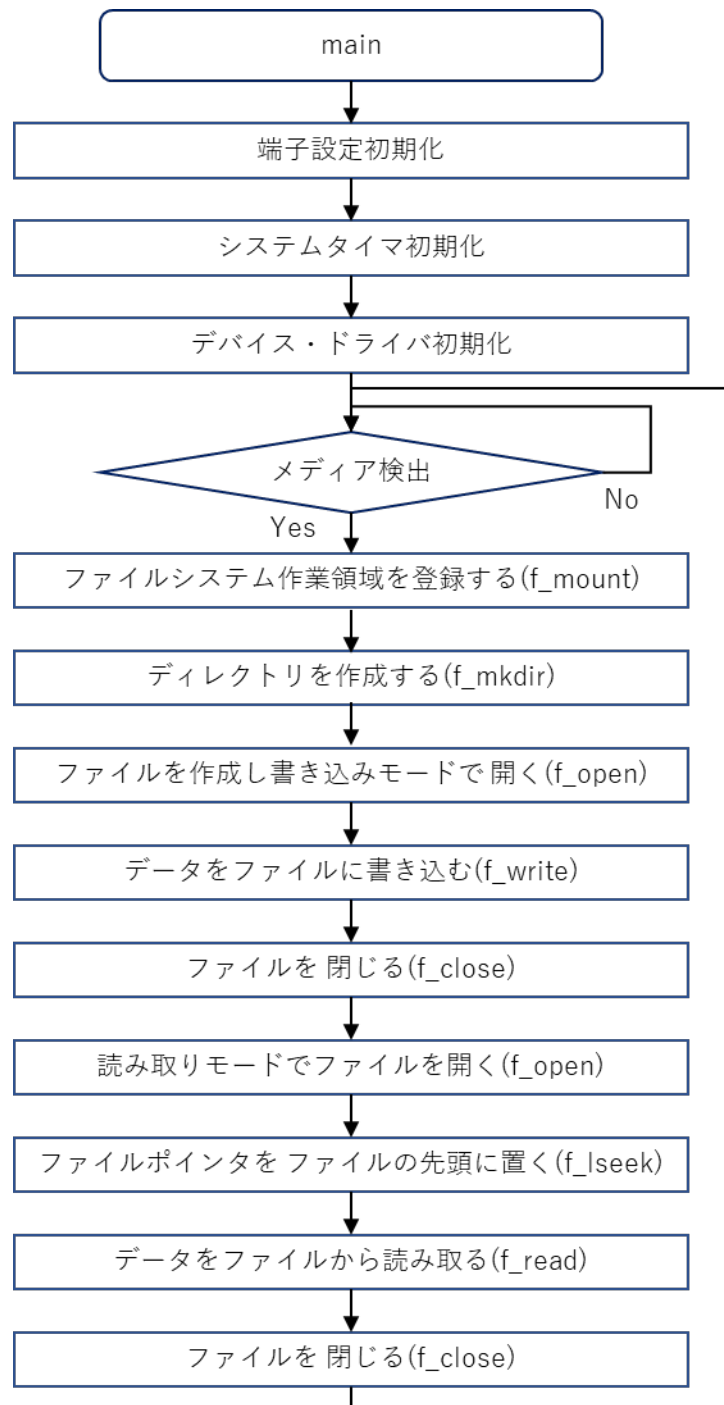 main
端子設定初期化
システムタイマ初期化
デバイス・ドライバ初期化
メディア検出
No
Yes
ファイルシステム作業領域を登録する(f_mount)
ディレクトリを作成する(f_mkdir)
ファイルを作成し書き込みモードで 開く(f_open)
データをファイルに書き込む(f_write)
ファイルを 閉じる(f_close)
読み取りモードでファイルを開く(f_open)
ファイルポインタを ファイルの先頭に置く(f_lseek)
データをファイルから読み取る(f_read)
ファイルを 閉じる(f_close)